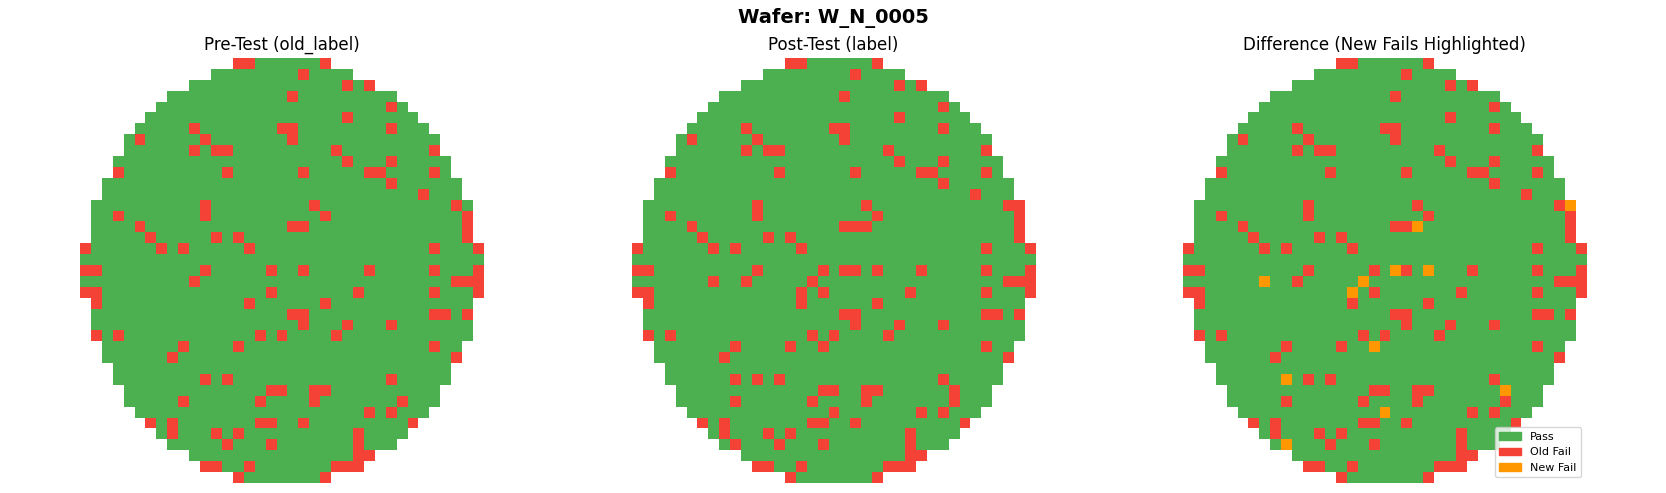 Wafer: W_N_0005
Pre-Test (old_label)
Post-Test (label)
Difference (New Fails Highlighted)
Pass
Old Fail
New Fail